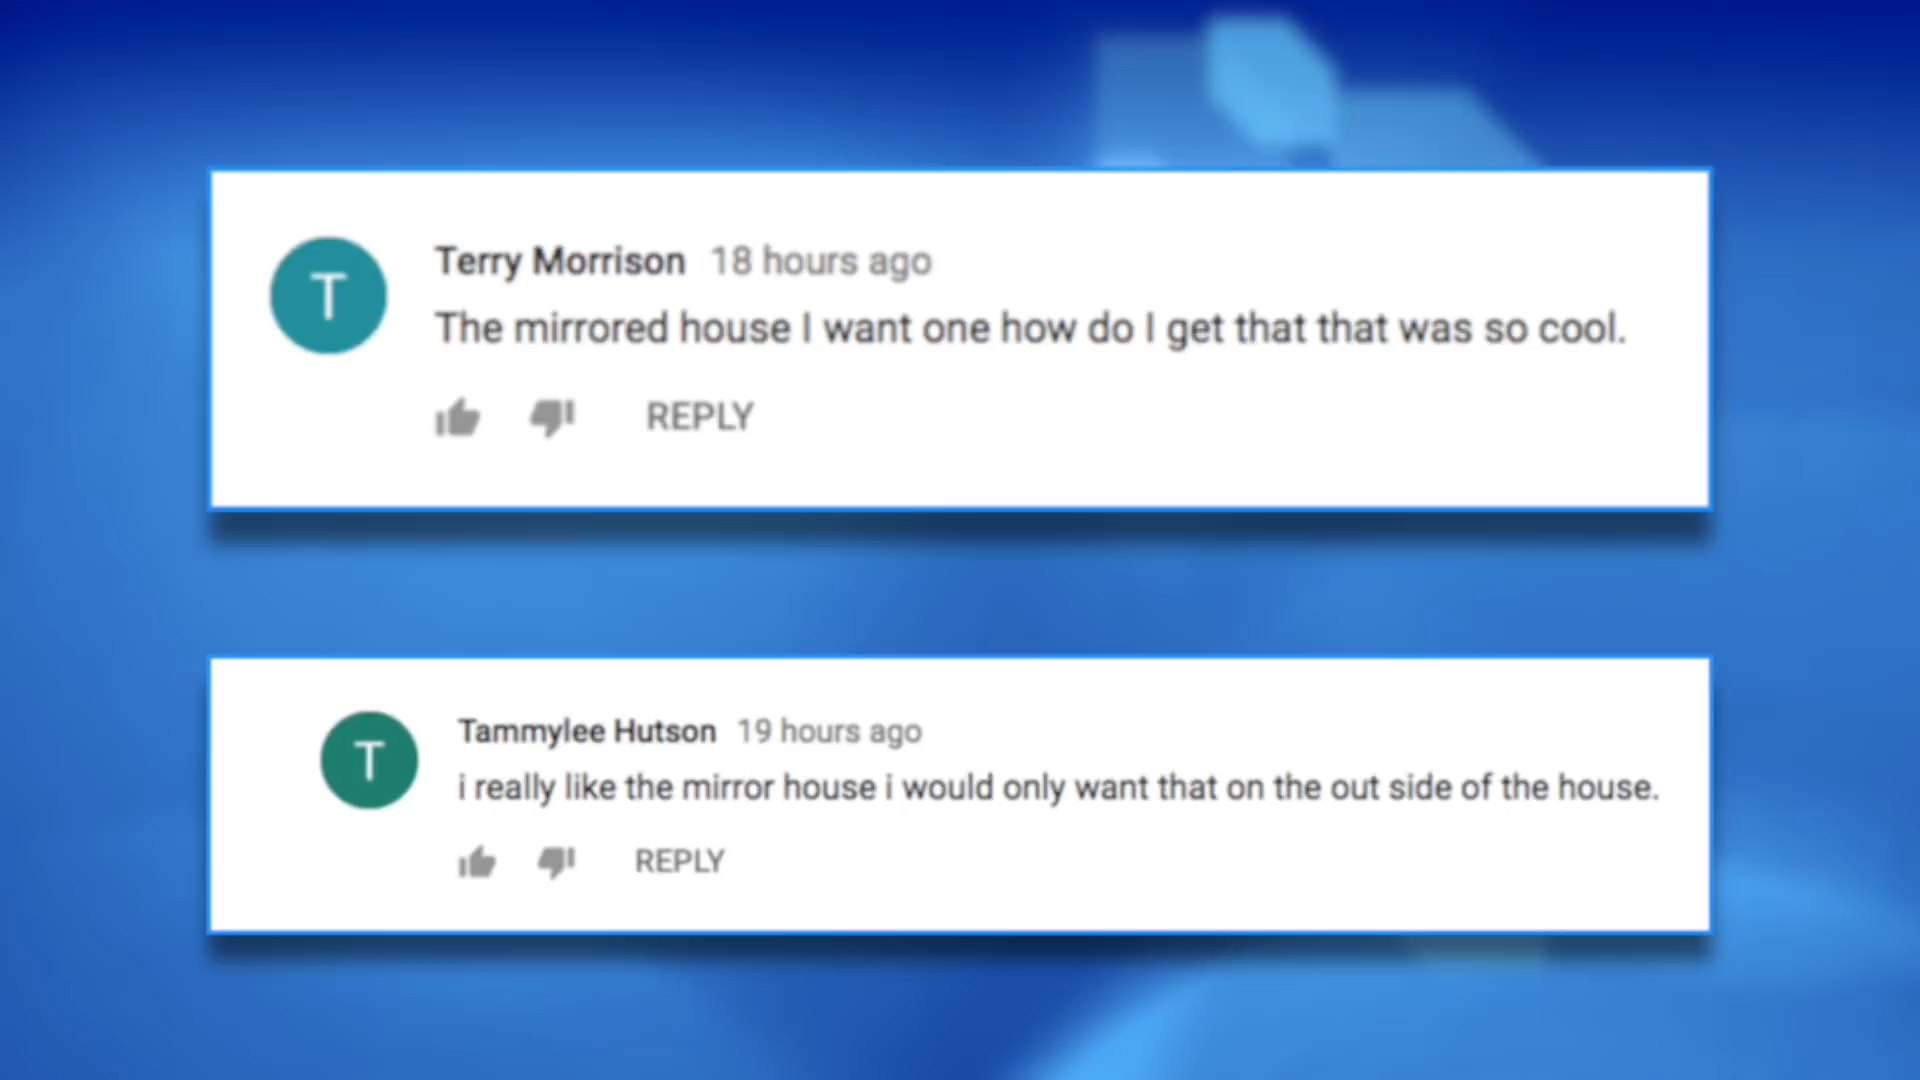 T
Terry Morrison 18 hours ago
The mirrored house I want one how do I get that that was so cool.
REPLY
T
Tammylee Hutson 19 hours ago
i really like the mirror house i would only want that on the out side of the house.
REPLY